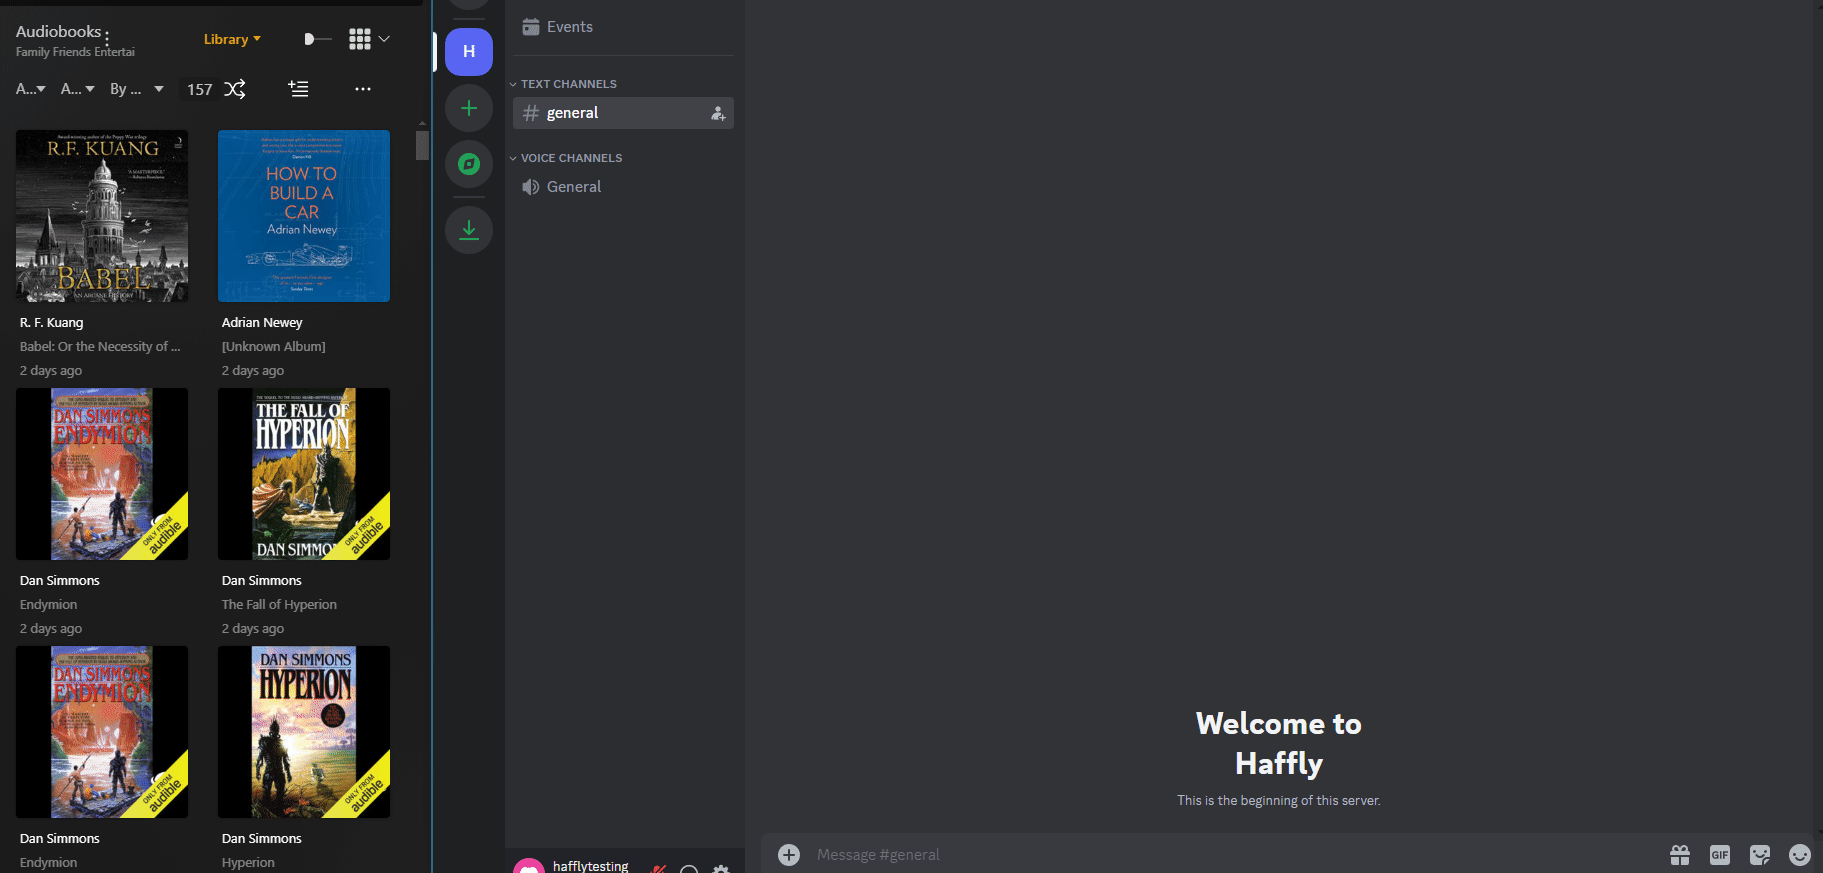 Audiobooks
Family Friends Entertai
Library
A...
A...
By ...
157
R.F. KUANG
BABEL
AN ARCANE HISTORY
R. F. Kuang
Babel: Or the Necessity of ...
2 days ago
HOW TO
BUILD A
CAR
Adrian Newey
Adrian Newey
[Unknown Album]
2 days ago
DAN SIMMONS
ENDYMION
ONLY FROM
audible
Dan Simmons
Endymion
2 days ago
THE FALL OF
HYPERION
DAN SIMMO
ONLY FROM
audible
Dan Simmons
The Fall of Hyperion
2 days ago
DAN SIMMONS
ENDYMION
ONLY FROM
audible
Dan Simmons
Endymion
DAN SIMMONS
HYPERION
ONLY FROM
audible
Dan Simmons
Hyperion
H
Events
TEXT CHANNELS
general
VOICE CHANNELS
General
hafflytesting
Welcome to
Haffly
This is the beginning of this server.
Message #general
GIF